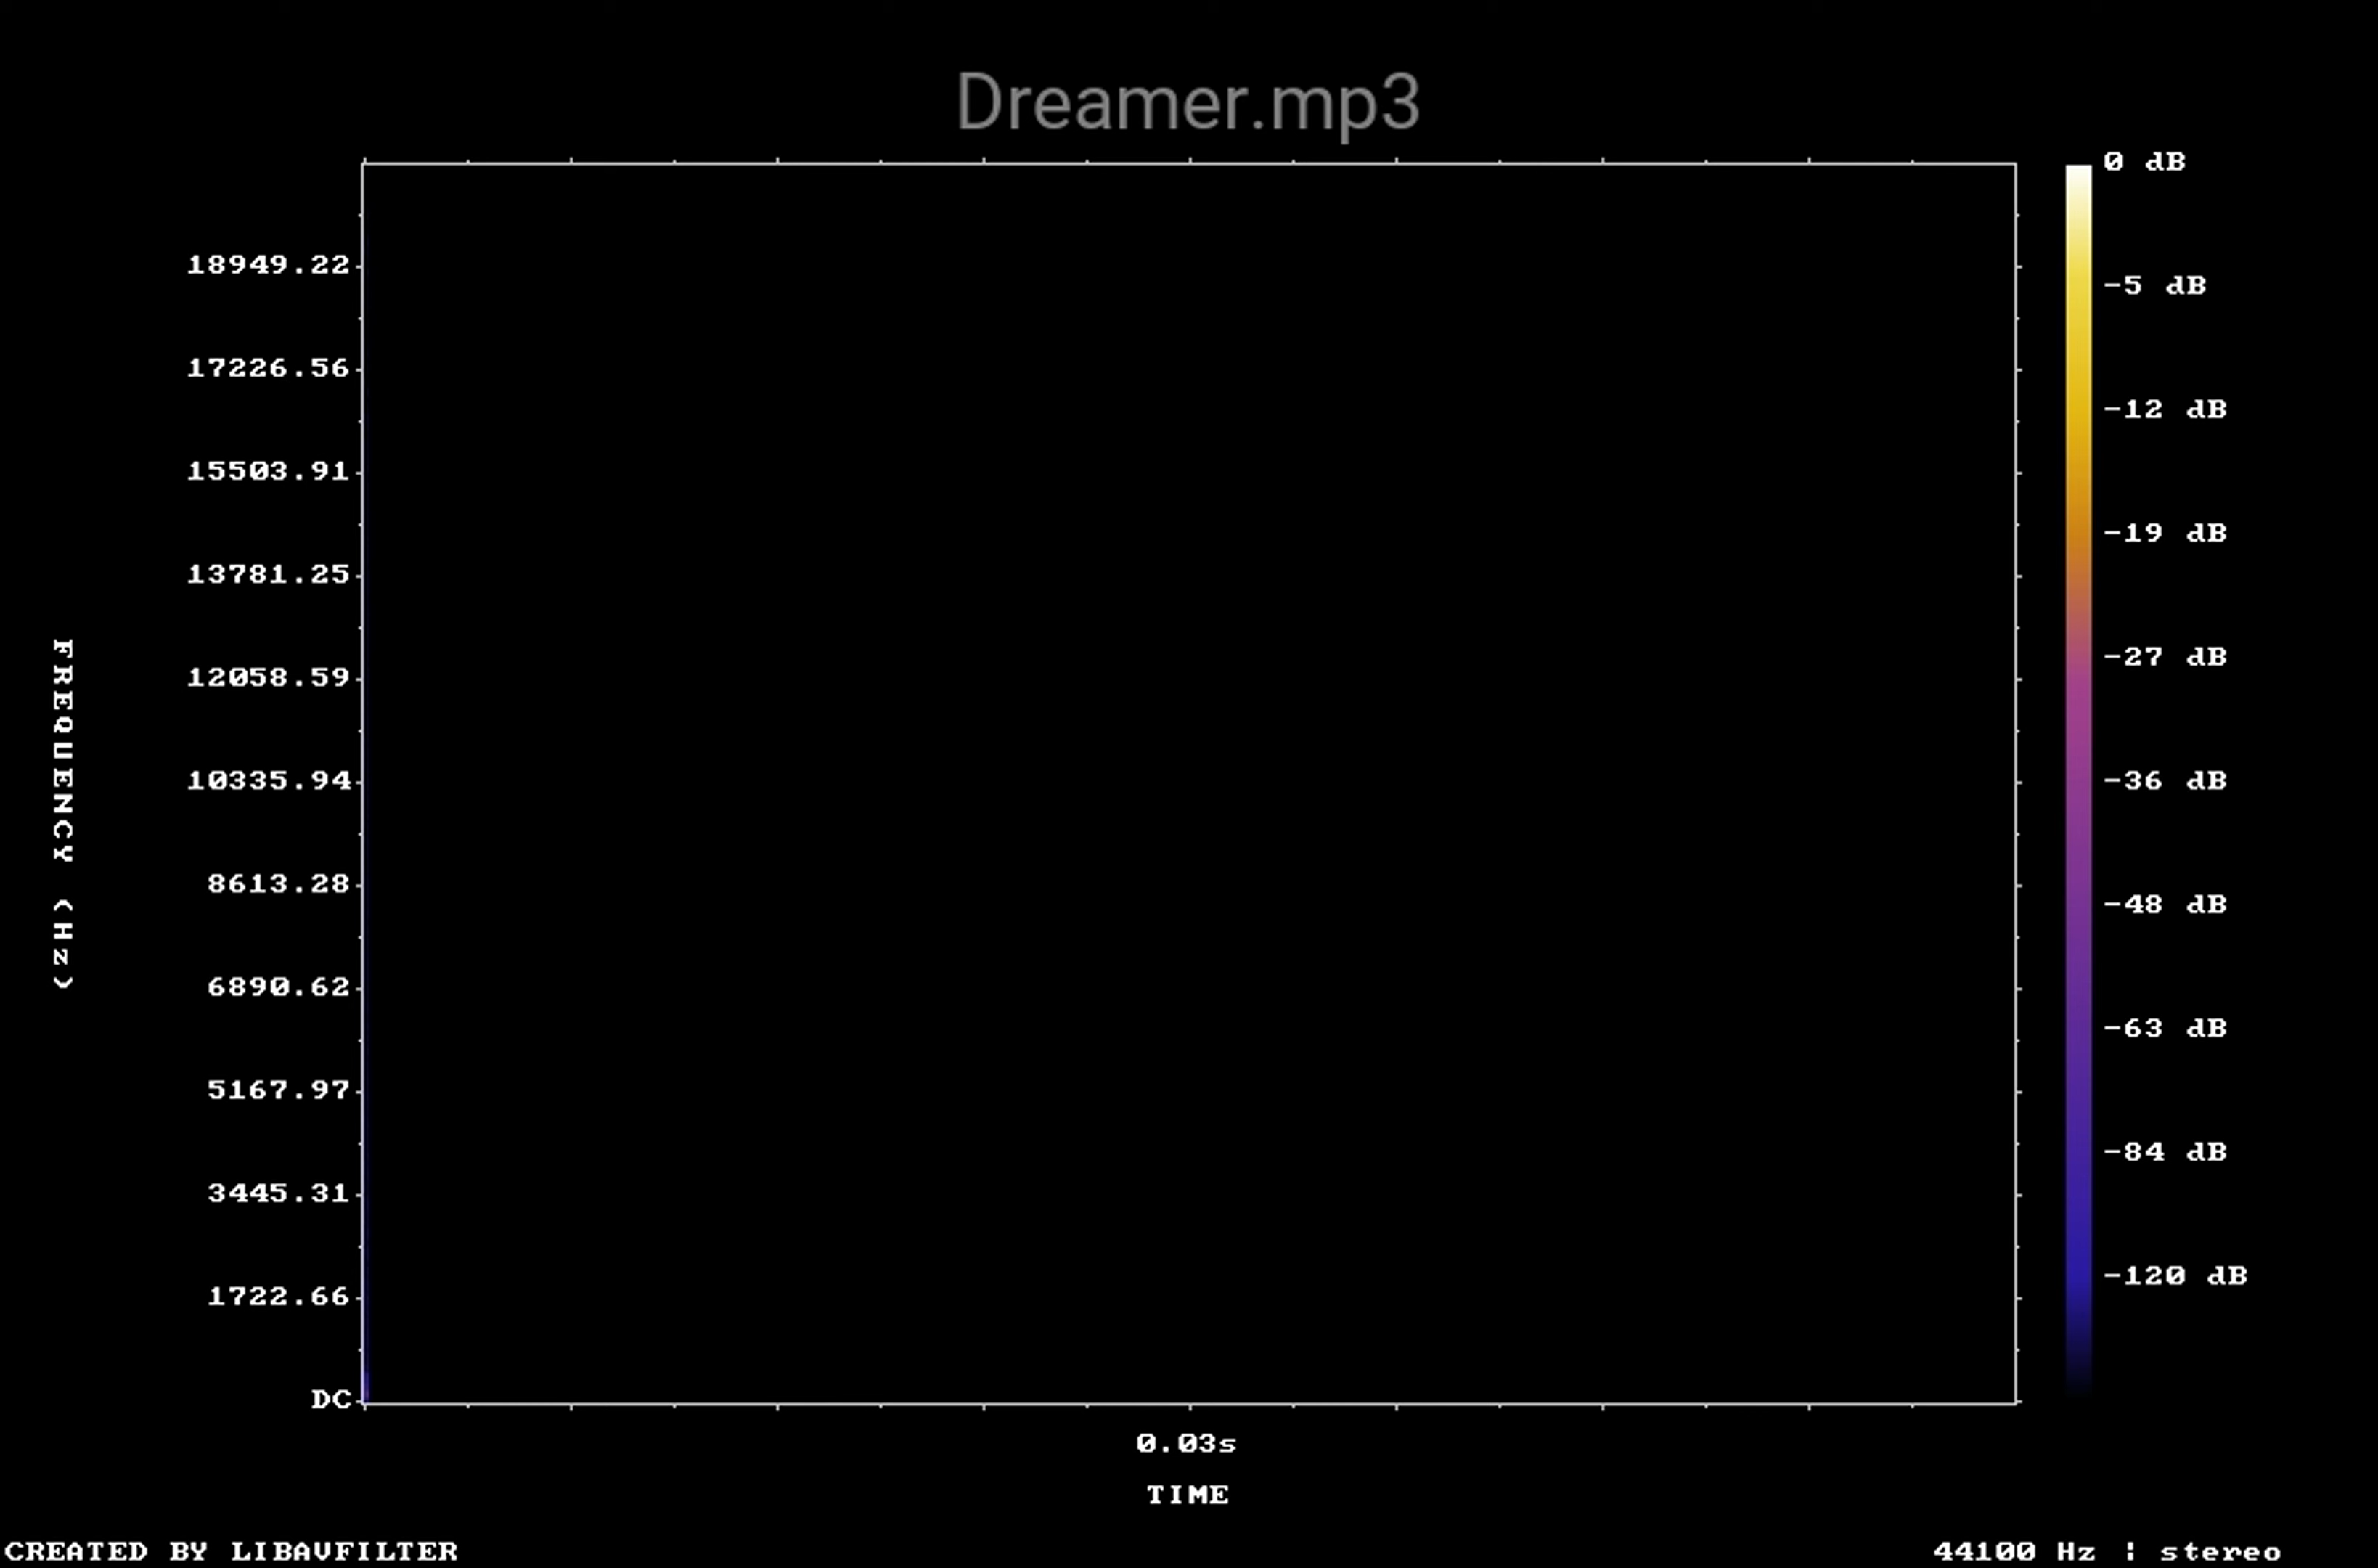 Dreamer.mp3
0 dB
18949.22
-5 dB
17226.56
-12 dB
15503.91
-19 dB
13781.25
-27 dB
12058.59
10335.94
-36 dB
8613.28
-48 dB
6890.62
-63 dB
5167.97
-84 dB
3445.31
-120 dB
1722.66
DC
FREQUENCY (Hz)
0.03s
TIME
CREATED BY LIBAVFILTER
44100 Hz | stereo